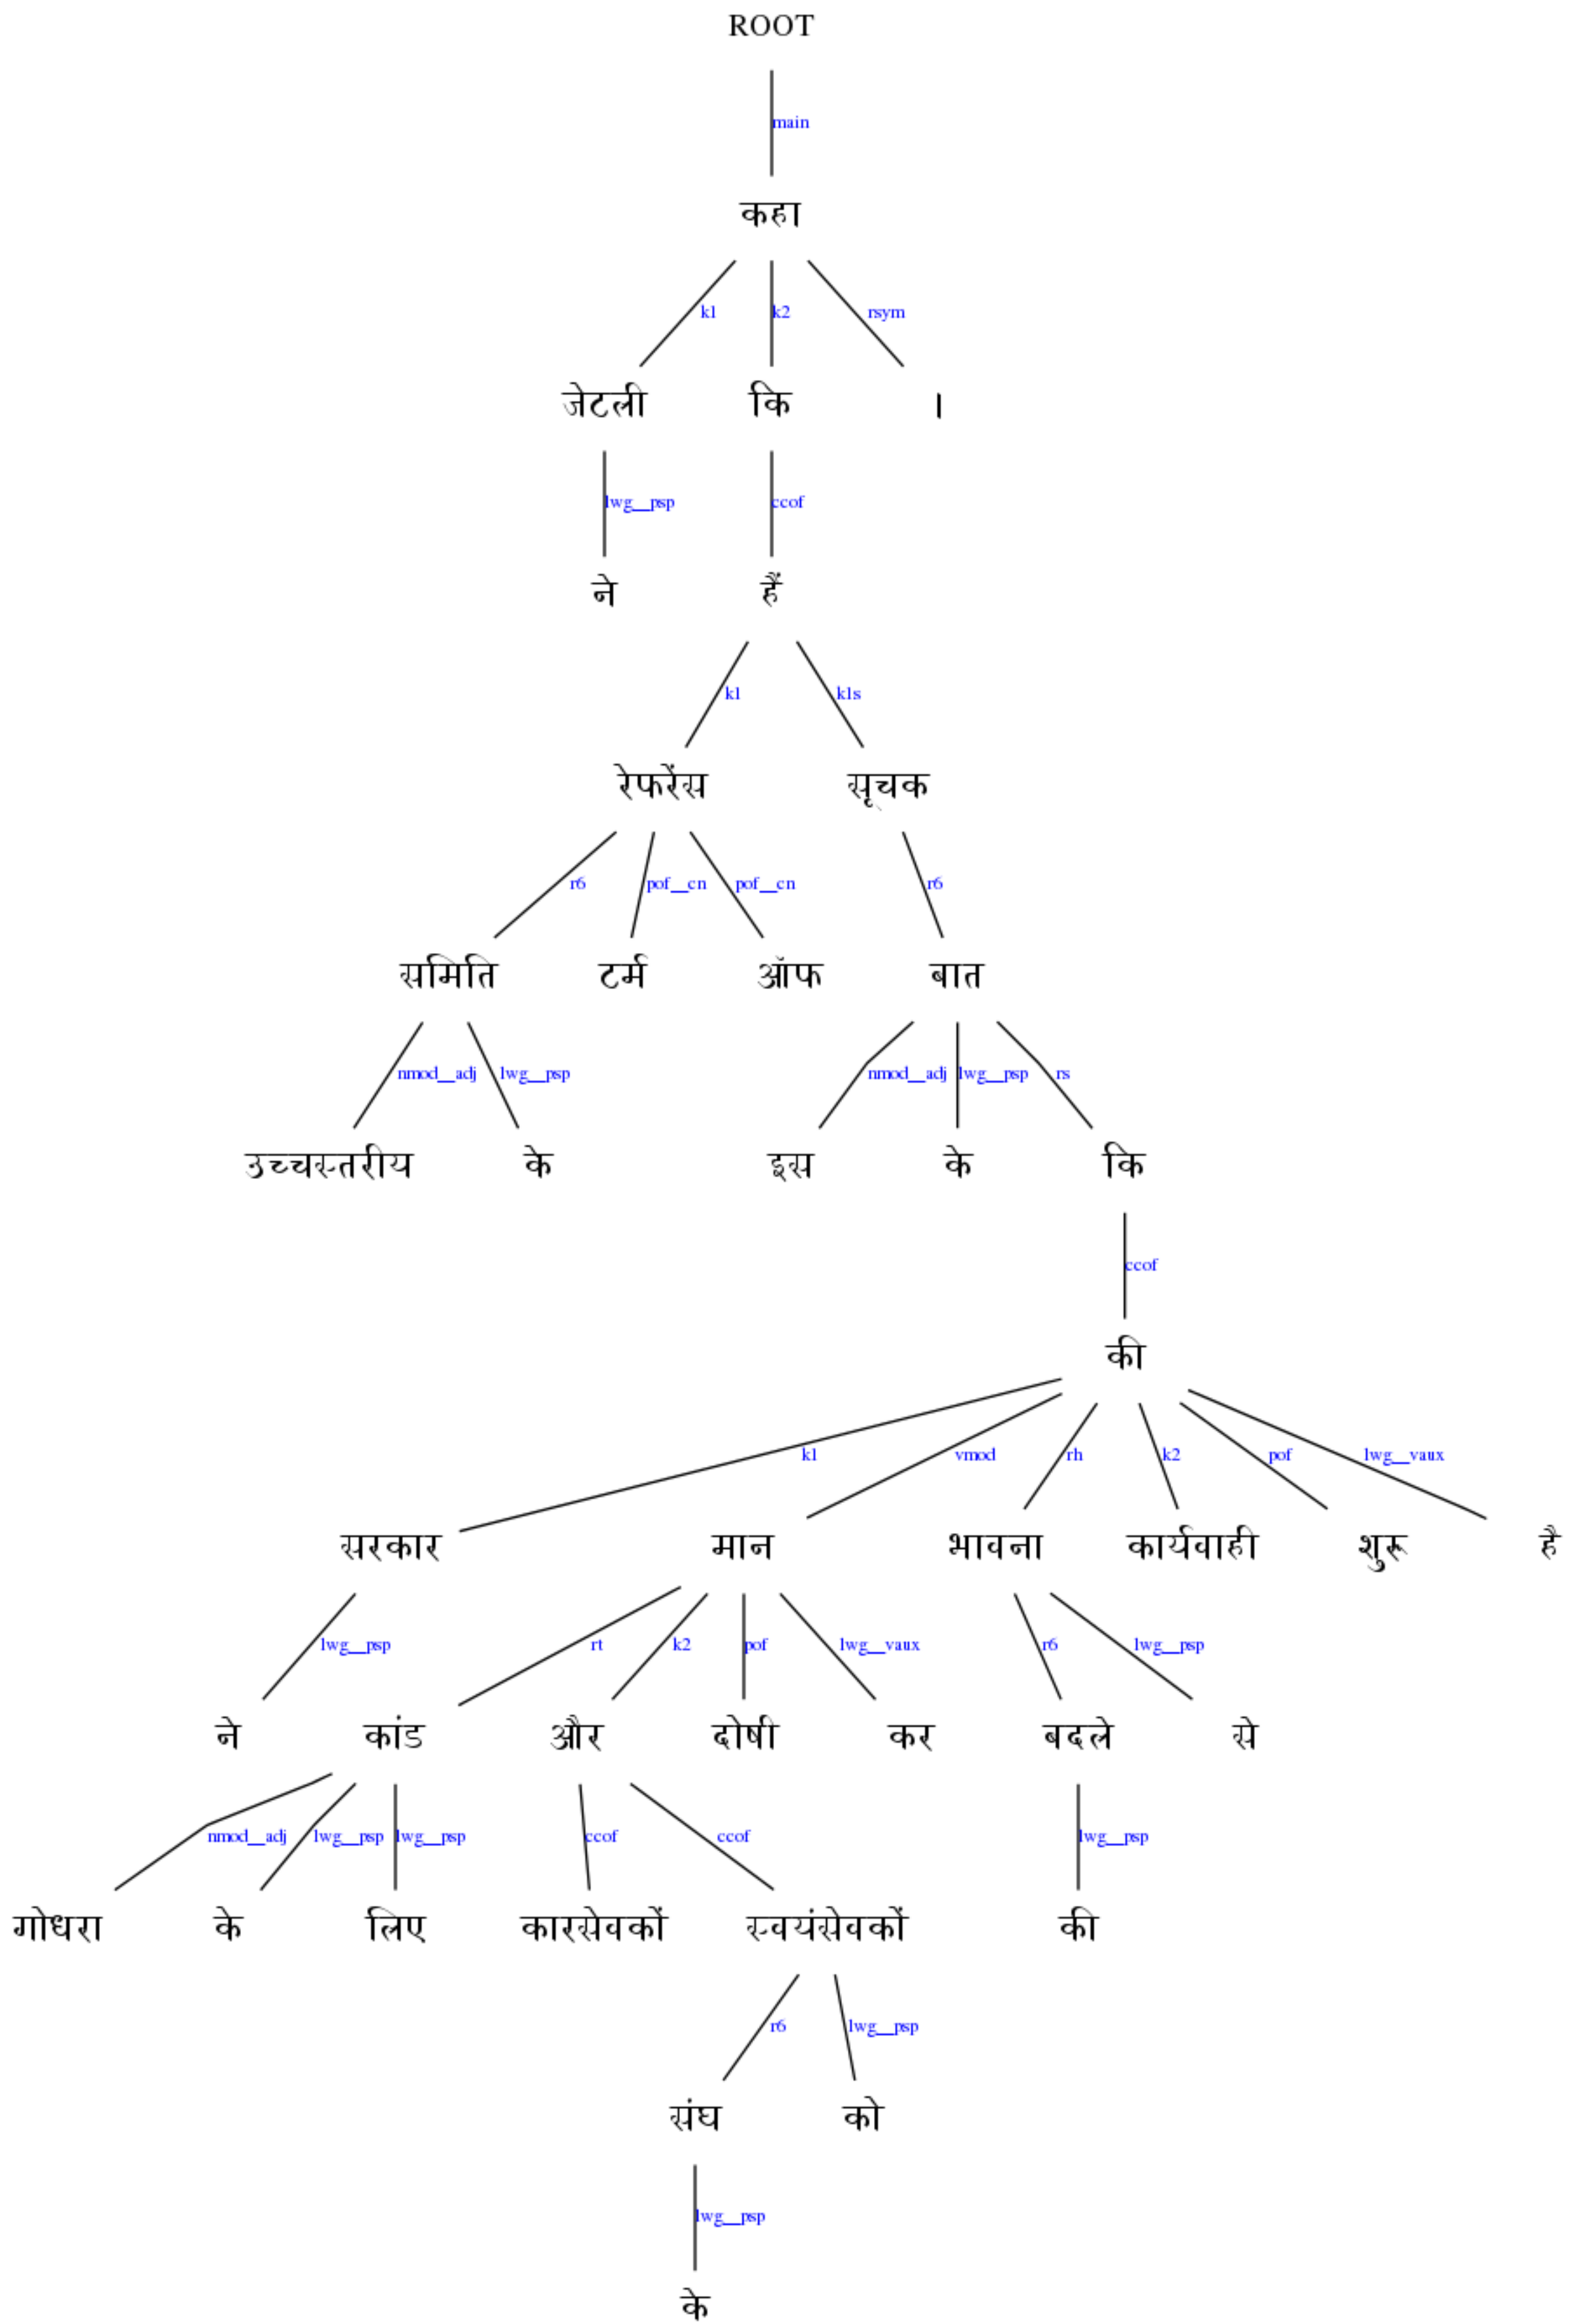 ROOT
main
कहा
k1 k2 rsym
जेटली कि ।
lwg__psp ccof
ने हैं
k1 k1s
रेफरेंस सूचक
r6 pof__cn pof__cn r6
समिति टर्म ऑफ बात
nmod__adj lwg__psp nmod__adj lwg__psp rs
उच्चस्तरीय के इस के कि
ccof
की
k1 vmod rh k2 pof lwg__vaux
सरकार मान भावना कार्यवाही शुरू है
lwg__psp rt k2 pof lwg__vaux r6 lwg__psp
ने कांड और दोषी कर बदले से
nmod__adj lwg__psp lwg__psp ccof ccof lwg__psp
गोधरा के लिए कारसेवकों स्वयंसेवकों की
r6 lwg__psp
संघ को
lwg__psp
के